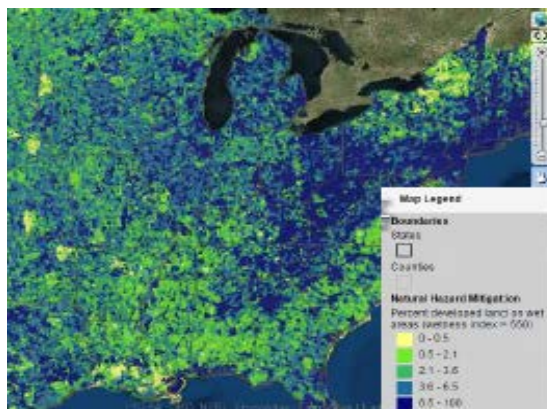 Map Legend
Boundaries
States
Counties
Natural Hazard Mitigation
Percent developed land on wet
areas (wetness index > 550)
0 - 0.5
0.5 - 2.1
2.1 - 3.6
3.6 - 6.5
6.5 - 100